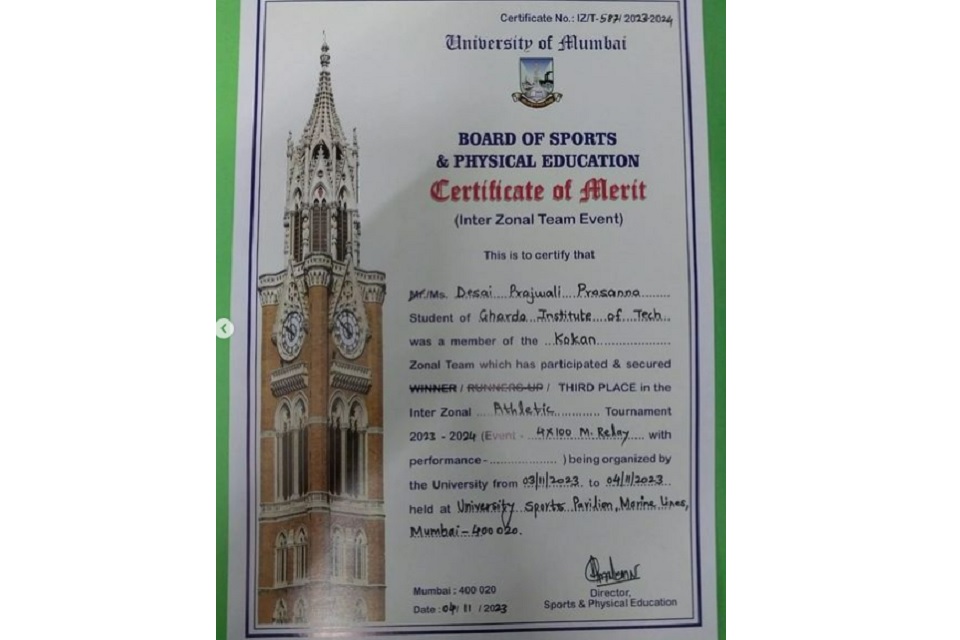 Certificate No.: IZ/T-587/2023-2024
University of Mumbai
BOARD OF SPORTS
& PHYSICAL EDUCATION
Certificate of Merit
(Inter Zonal Team Event)
This is to certify that
Mr./Ms. Desai Prajwali Prasanna
Student of Gharda Institute of Tech.
was a member of the Kokan
Zonal Team which has participated & secured
WINNER / RUNNERS-UP / THIRD PLACE in the
Inter Zonal Athletic Tournament
2023 - 2024 (Event - 4X100 M. Relay with
performance - ) being organized by
the University from 03/11/2023 to 04/11/2023
held at University Sports Pavilion, Marine Lines,
Mumbai - 400 020.
Mumbai : 400 020
Date : 04/11/2023
Director,
Sports & Physical Education